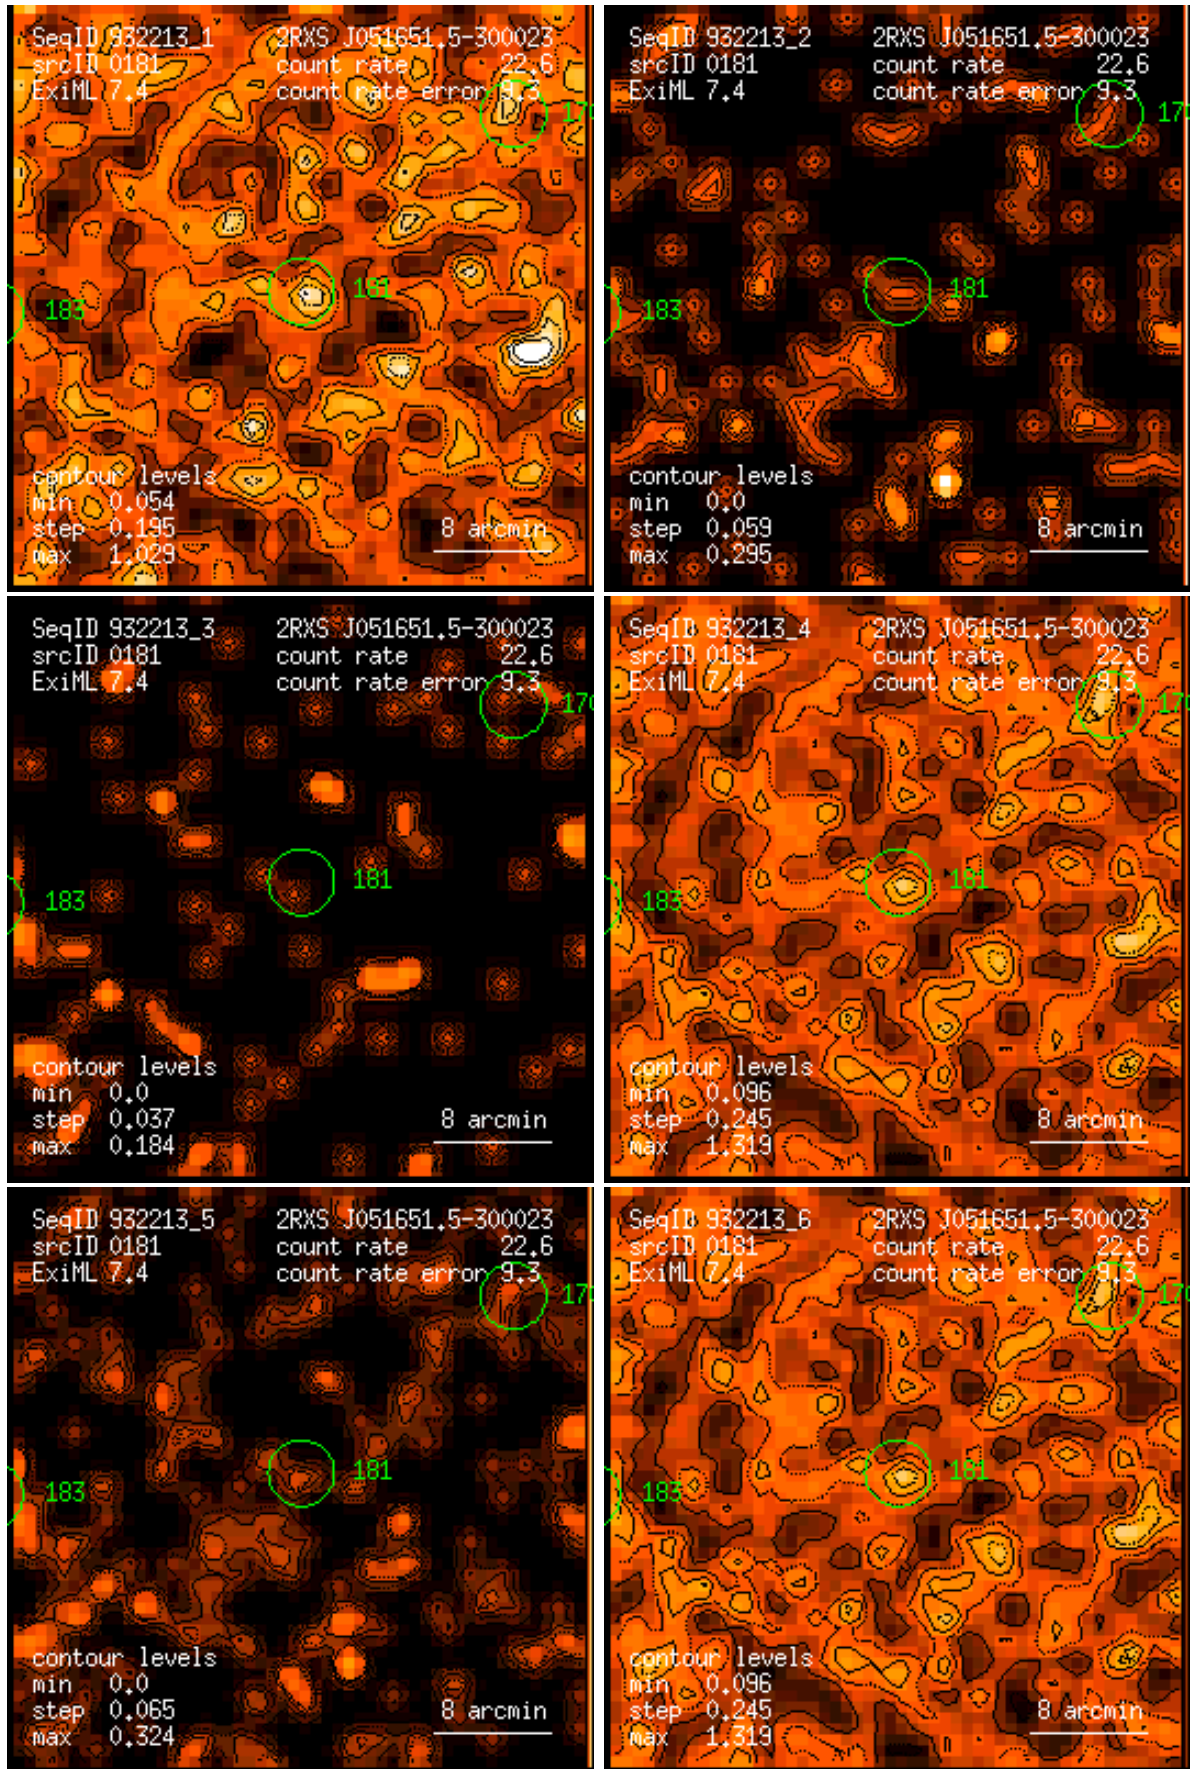 SeqID 932213_1 2RXS J051651.5-300023
srcID 0181 count rate 22.6
ExiML 7.4 count rate error 9.3
170
181
183
contour levels
min 0.054
step 0.195 8 arcmin
max 1.029
SeqID 932213_2 2RXS J051651.5-300023
srcID 0181 count rate 22.6
ExiML 7.4 count rate error 9.3
170
181
183
contour levels
min 0.0
step 0.059 8 arcmin
max 0.295
SeqID 932213_3 2RXS J051651.5-300023
srcID 0181 count rate 22.6
ExiML 7.4 count rate error 9.3
170
181
183
contour levels
min 0.0
step 0.037 8 arcmin
max 0.184
SeqID 932213_4 2RXS J051651.5-300023
srcID 0181 count rate 22.6
ExiML 7.4 count rate error 9.3
170
181
183
contour levels
min 0.096
step 0.245 8 arcmin
max 1.319
SeqID 932213_5 2RXS J051651.5-300023
srcID 0181 count rate 22.6
ExiML 7.4 count rate error 9.3
170
181
183
contour levels
min 0.0
step 0.065 8 arcmin
max 0.324
SeqID 932213_6 2RXS J051651.5-300023
srcID 0181 count rate 22.6
ExiML 7.4 count rate error 9.3
170
181
183
contour levels
min 0.096
step 0.245 8 arcmin
max 1.319